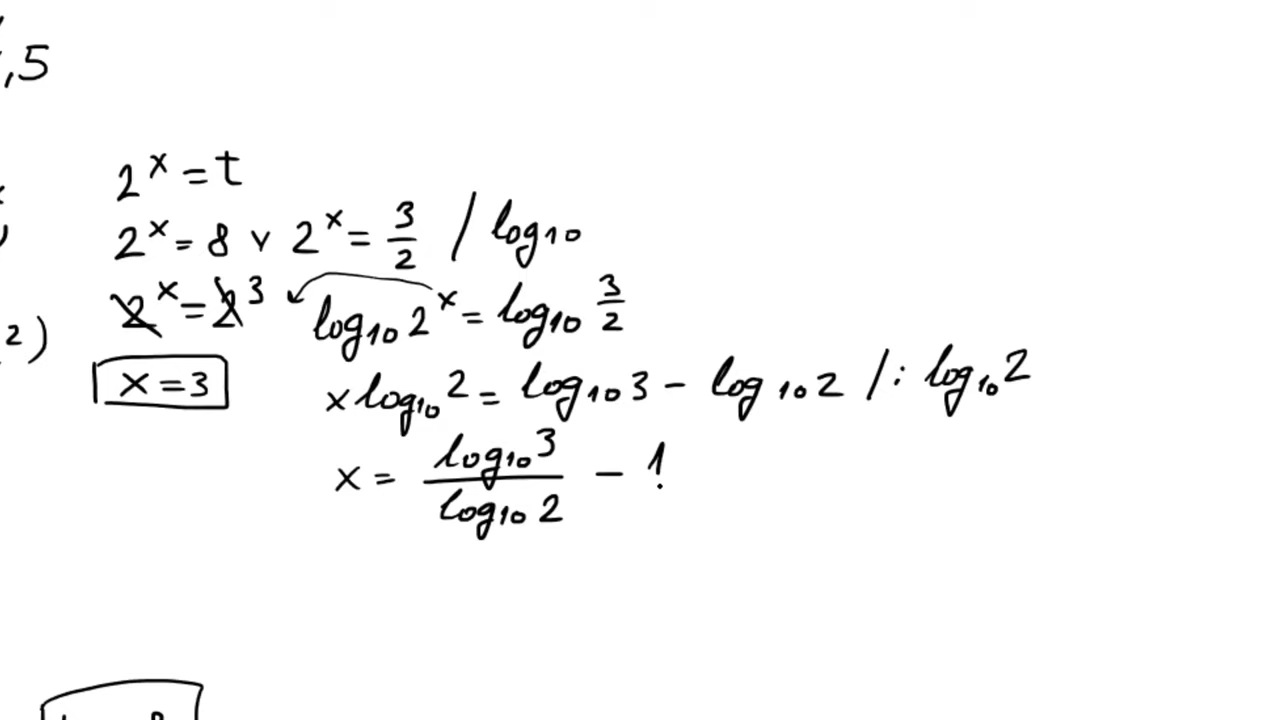 ,5
2^x = t
2^x = 8 ∨ 2^x = 3/2 / log₁₀
2^x = 2^3 log₁₀ 2^x = log₁₀ 3/2
2)
x = 3 x log₁₀ 2 = log₁₀ 3 - log₁₀ 2 / : log₁₀ 2
x = log₁₀ 3 / log₁₀ 2 - 1